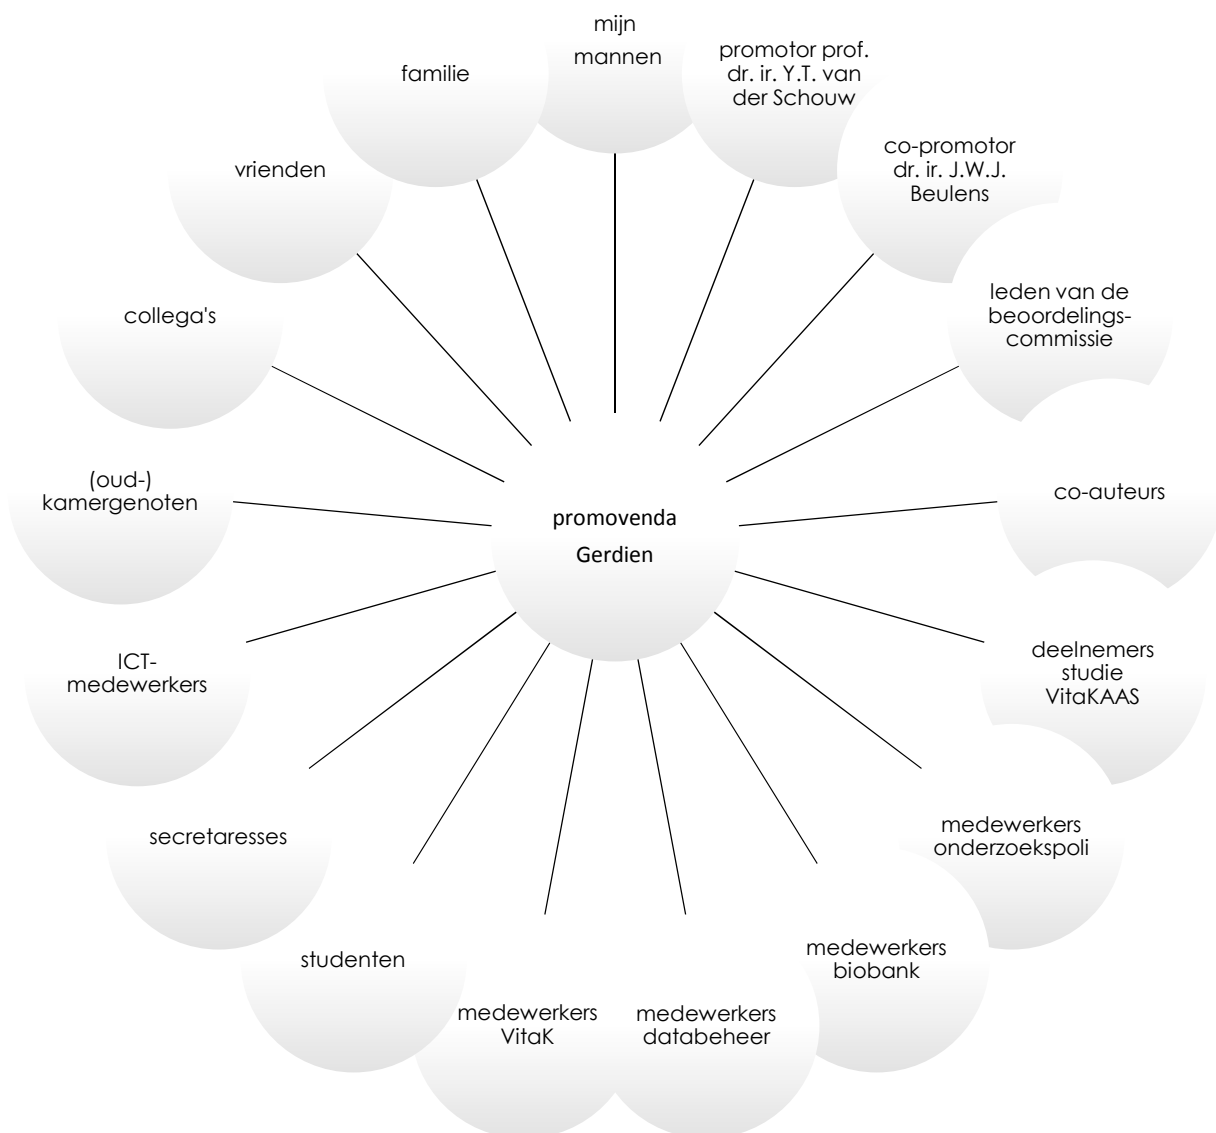 mijn
mannen
promotor prof.
dr. ir. Y.T. van
der Schouw
co-promotor
dr. ir. J.W.J.
Beulens
leden van de
beoordelings-
commissie
co-auteurs
deelnemers
studie
VitaKAAS
medewerkers
onderzoekspoli
medewerkers
biobank
medewerkers
databeheer
medewerkers
VitaK
studenten
secretaresses
ICT-
medewerkers
(oud-)
kamergenoten
collega's
vrienden
familie
promovenda
Gerdien